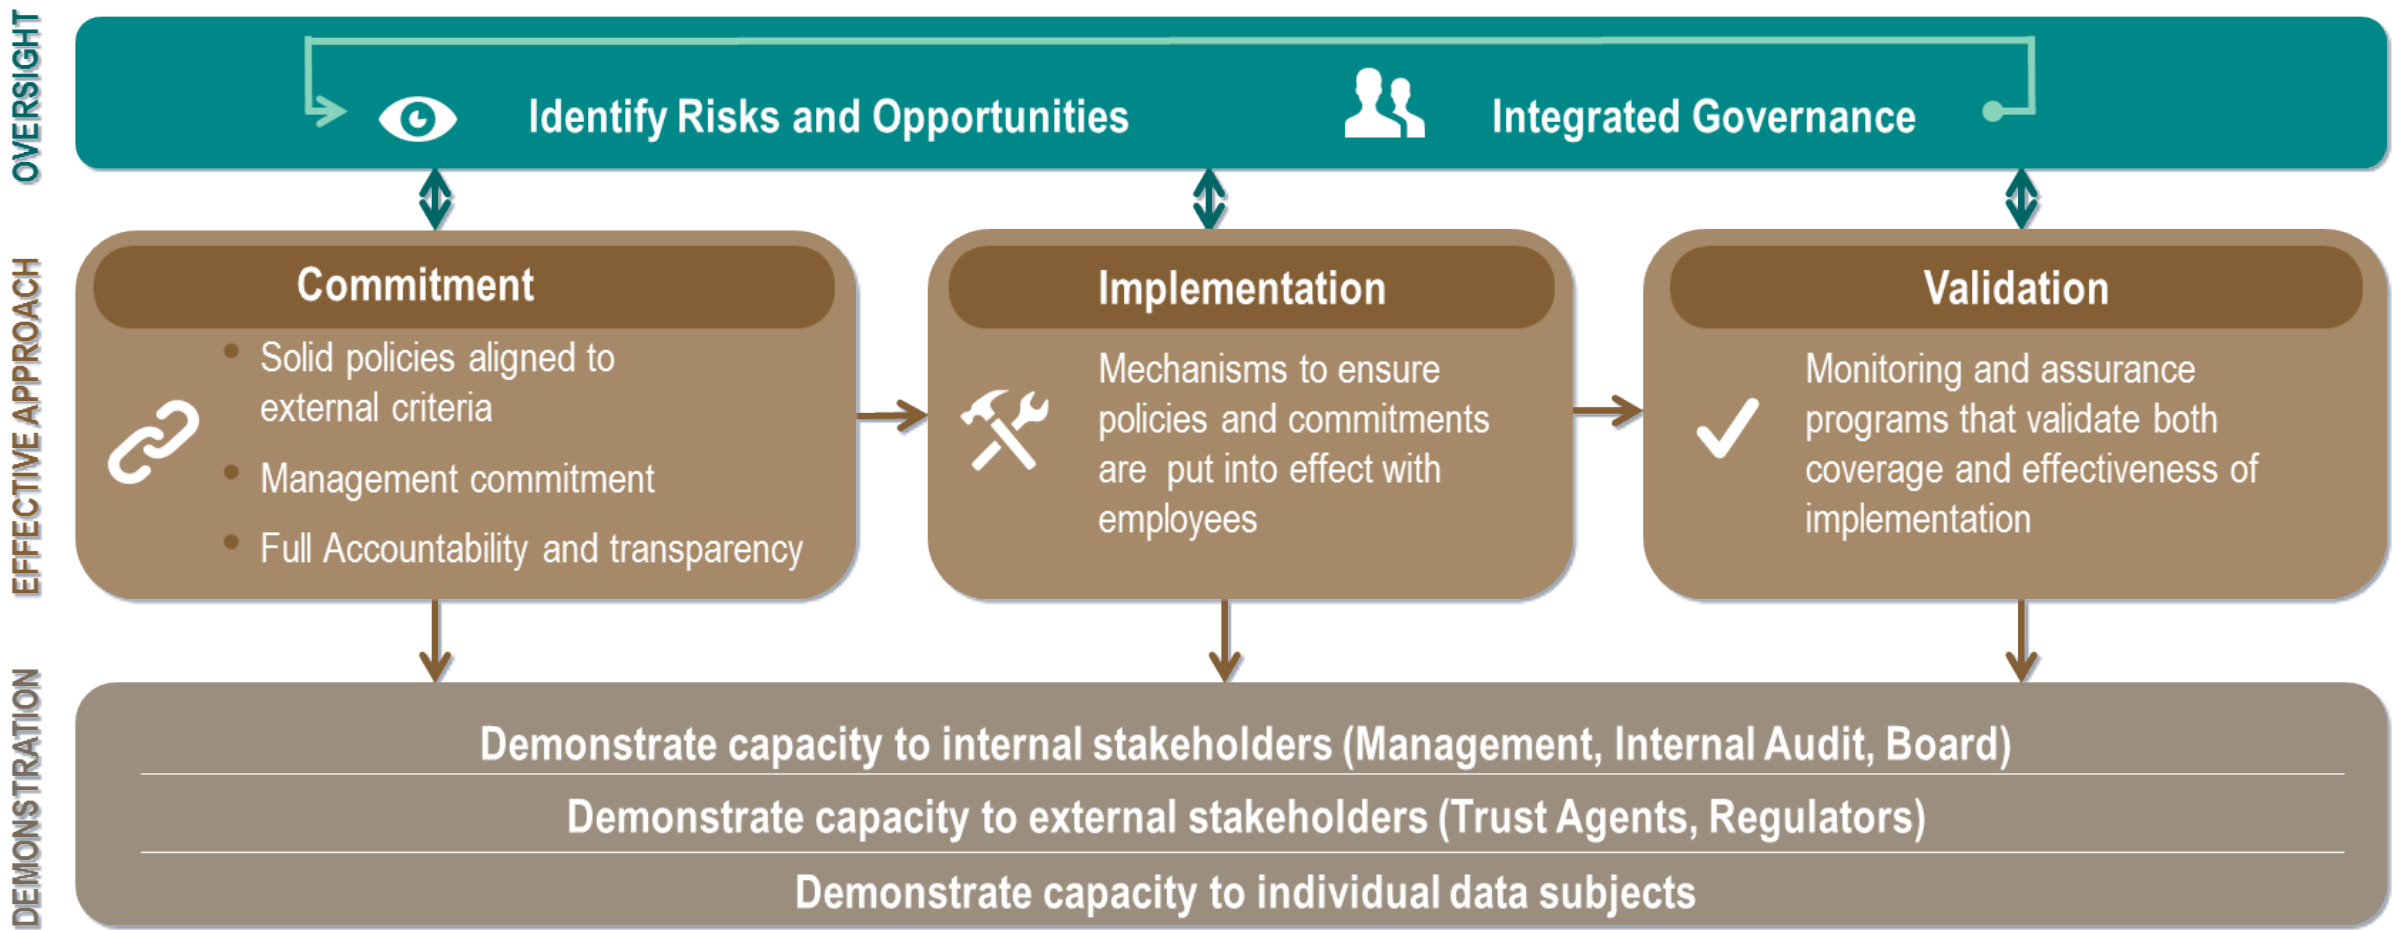 OVERSIGHT
Identify Risks and Opportunities
Integrated Governance
EFFECTIVE APPROACH
Commitment
Solid policies aligned to
external criteria
Management commitment
Full Accountability and transparency
Implementation
Mechanisms to ensure
policies and commitments
are put into effect with
employees
Validation
Monitoring and assurance
programs that validate both
coverage and effectiveness of
implementation
DEMONSTRATION
Demonstrate capacity to internal stakeholders (Management, Internal Audit, Board)
Demonstrate capacity to external stakeholders (Trust Agents, Regulators)
Demonstrate capacity to individual data subjects